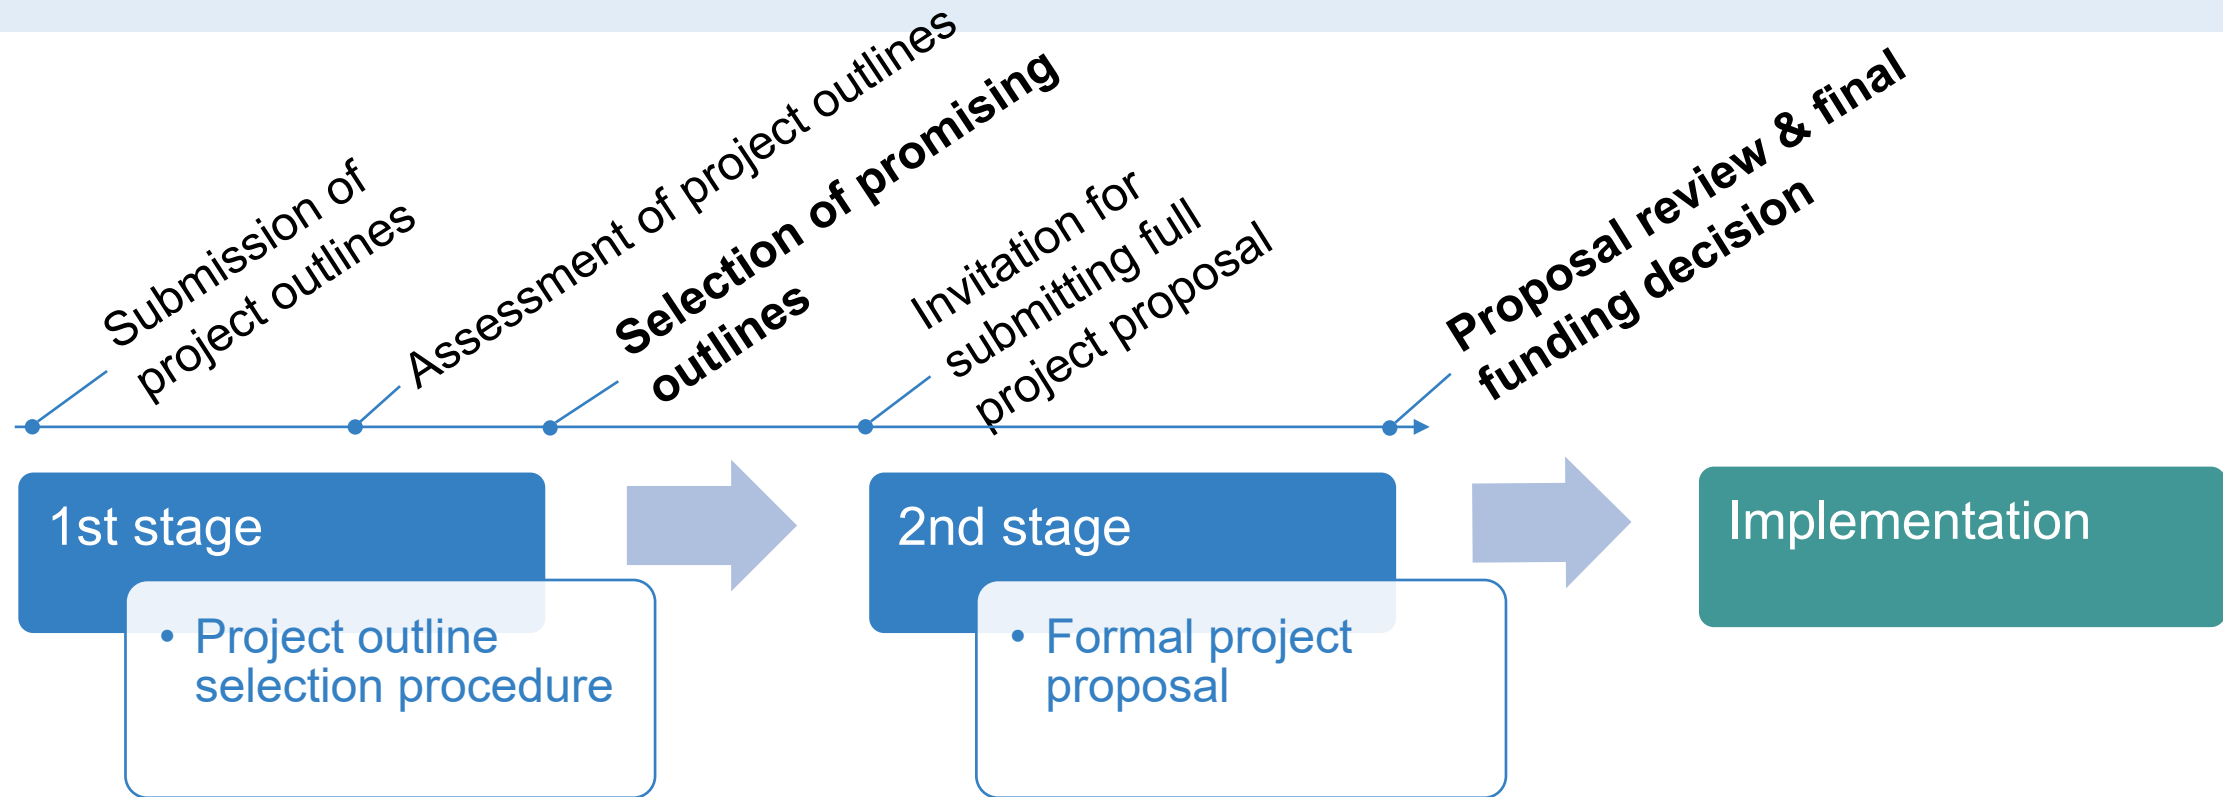 Submission of
project outlines
Assessment of project outlines
Selection of promising
outlines
Invitation for
submitting full
project proposal
Proposal review & final
funding decision
1st stage
• Project outline
selection procedure
2nd stage
• Formal project
proposal
Implementation